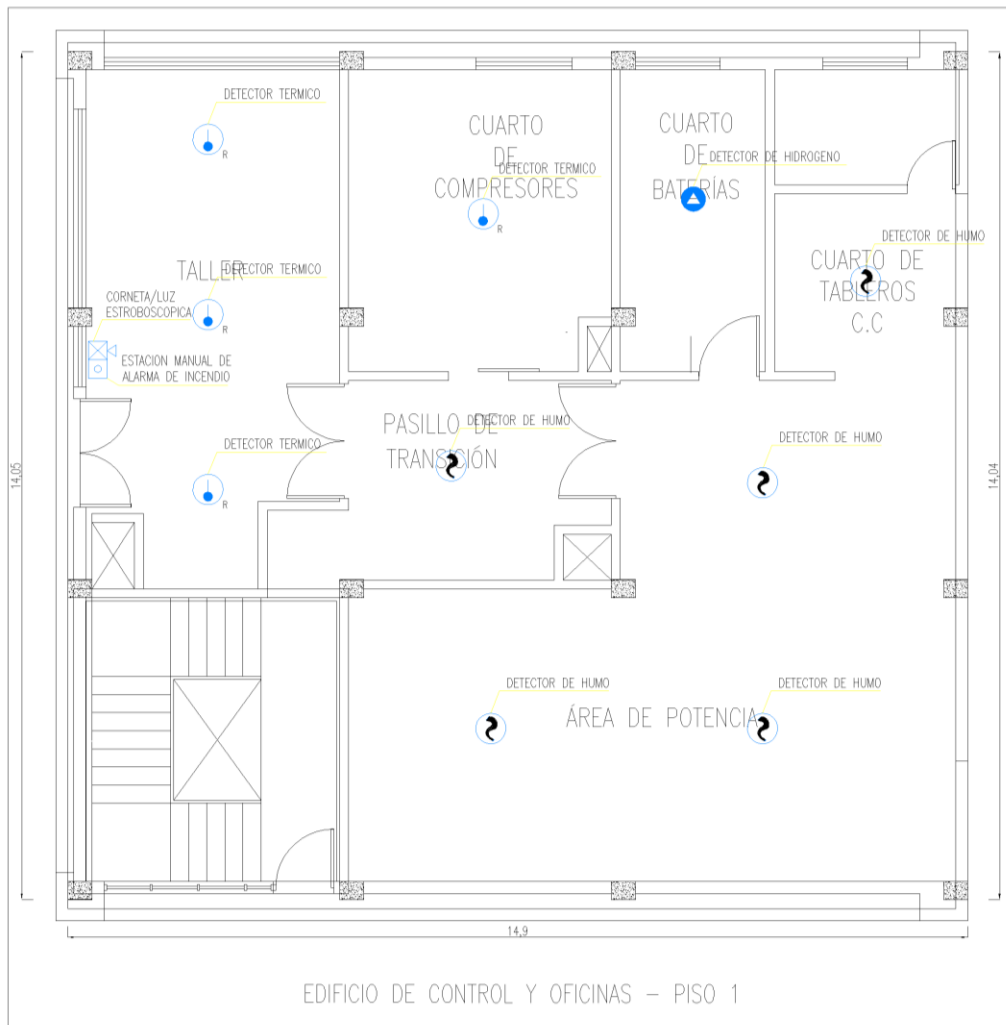 DETECTOR TERMICO
R
CUARTO
DE
COMPRESORES
DETECTOR TERMICO
R
CUARTO
DE
BATERÍAS
DETECTOR DE HIDROGENO
DETECTOR DE HUMO
CUARTO DE
TABLEROS
C.C
TALLER
DETECTOR TERMICO
R
CORNETA/LUZ
ESTROBOSCOPICA
ESTACION MANUAL DE
ALARMA DE INCENDIO
PASILLO DE
TRANSICIÓN
DETECTOR DE HUMO
DETECTOR DE HUMO
DETECTOR TERMICO
R
14,05
14,04
DETECTOR DE HUMO
DETECTOR DE HUMO
ÁREA DE POTENCIA
14,9
EDIFICIO DE CONTROL Y OFICINAS – PISO 1